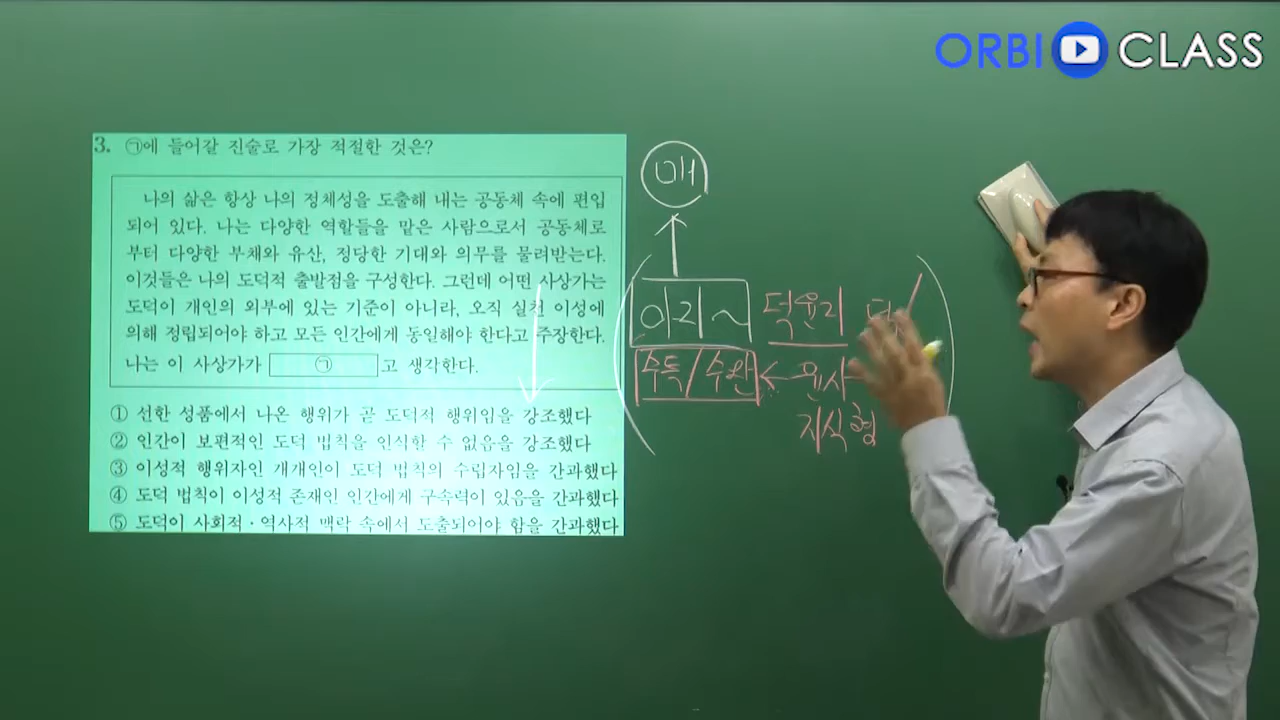 ORBI CLASS
3. ㉠에 들어갈 진술로 가장 적절한 것은?
나의 삶은 항상 나의 정체성을 도출해 내는 공동체 속에 편입
되어 있다. 나는 다양한 역할들을 맡은 사람으로서 공동체로
부터 다양한 부채와 유산, 정당한 기대와 의무를 물려받는다.
이것들은 나의 도덕적 출발점을 구성한다. 그런데 어떤 사상가는
도덕이 개인의 외부에 있는 기준이 아니라, 오직 실천 이성에
의해 정립되어야 하고 모든 인간에게 동일해야 한다고 주장한다.
나는 이 사상가가 ㉠ 고 생각한다.
① 선한 성품에서 나온 행위가 곧 도덕적 행위임을 강조했다
② 인간이 보편적인 도덕 법칙을 인식할 수 없음을 강조했다
③ 이성적 행위자인 개개인이 도덕 법칙의 수립자임을 간과했다
④ 도덕 법칙이 이성적 존재인 인간에게 구속력이 있음을 간과했다
⑤ 도덕이 사회적·역사적 맥락 속에서 도출되어야 함을 간과했다
매
아리~ 덕윤리
수득/수완 ← 윤사
지식형